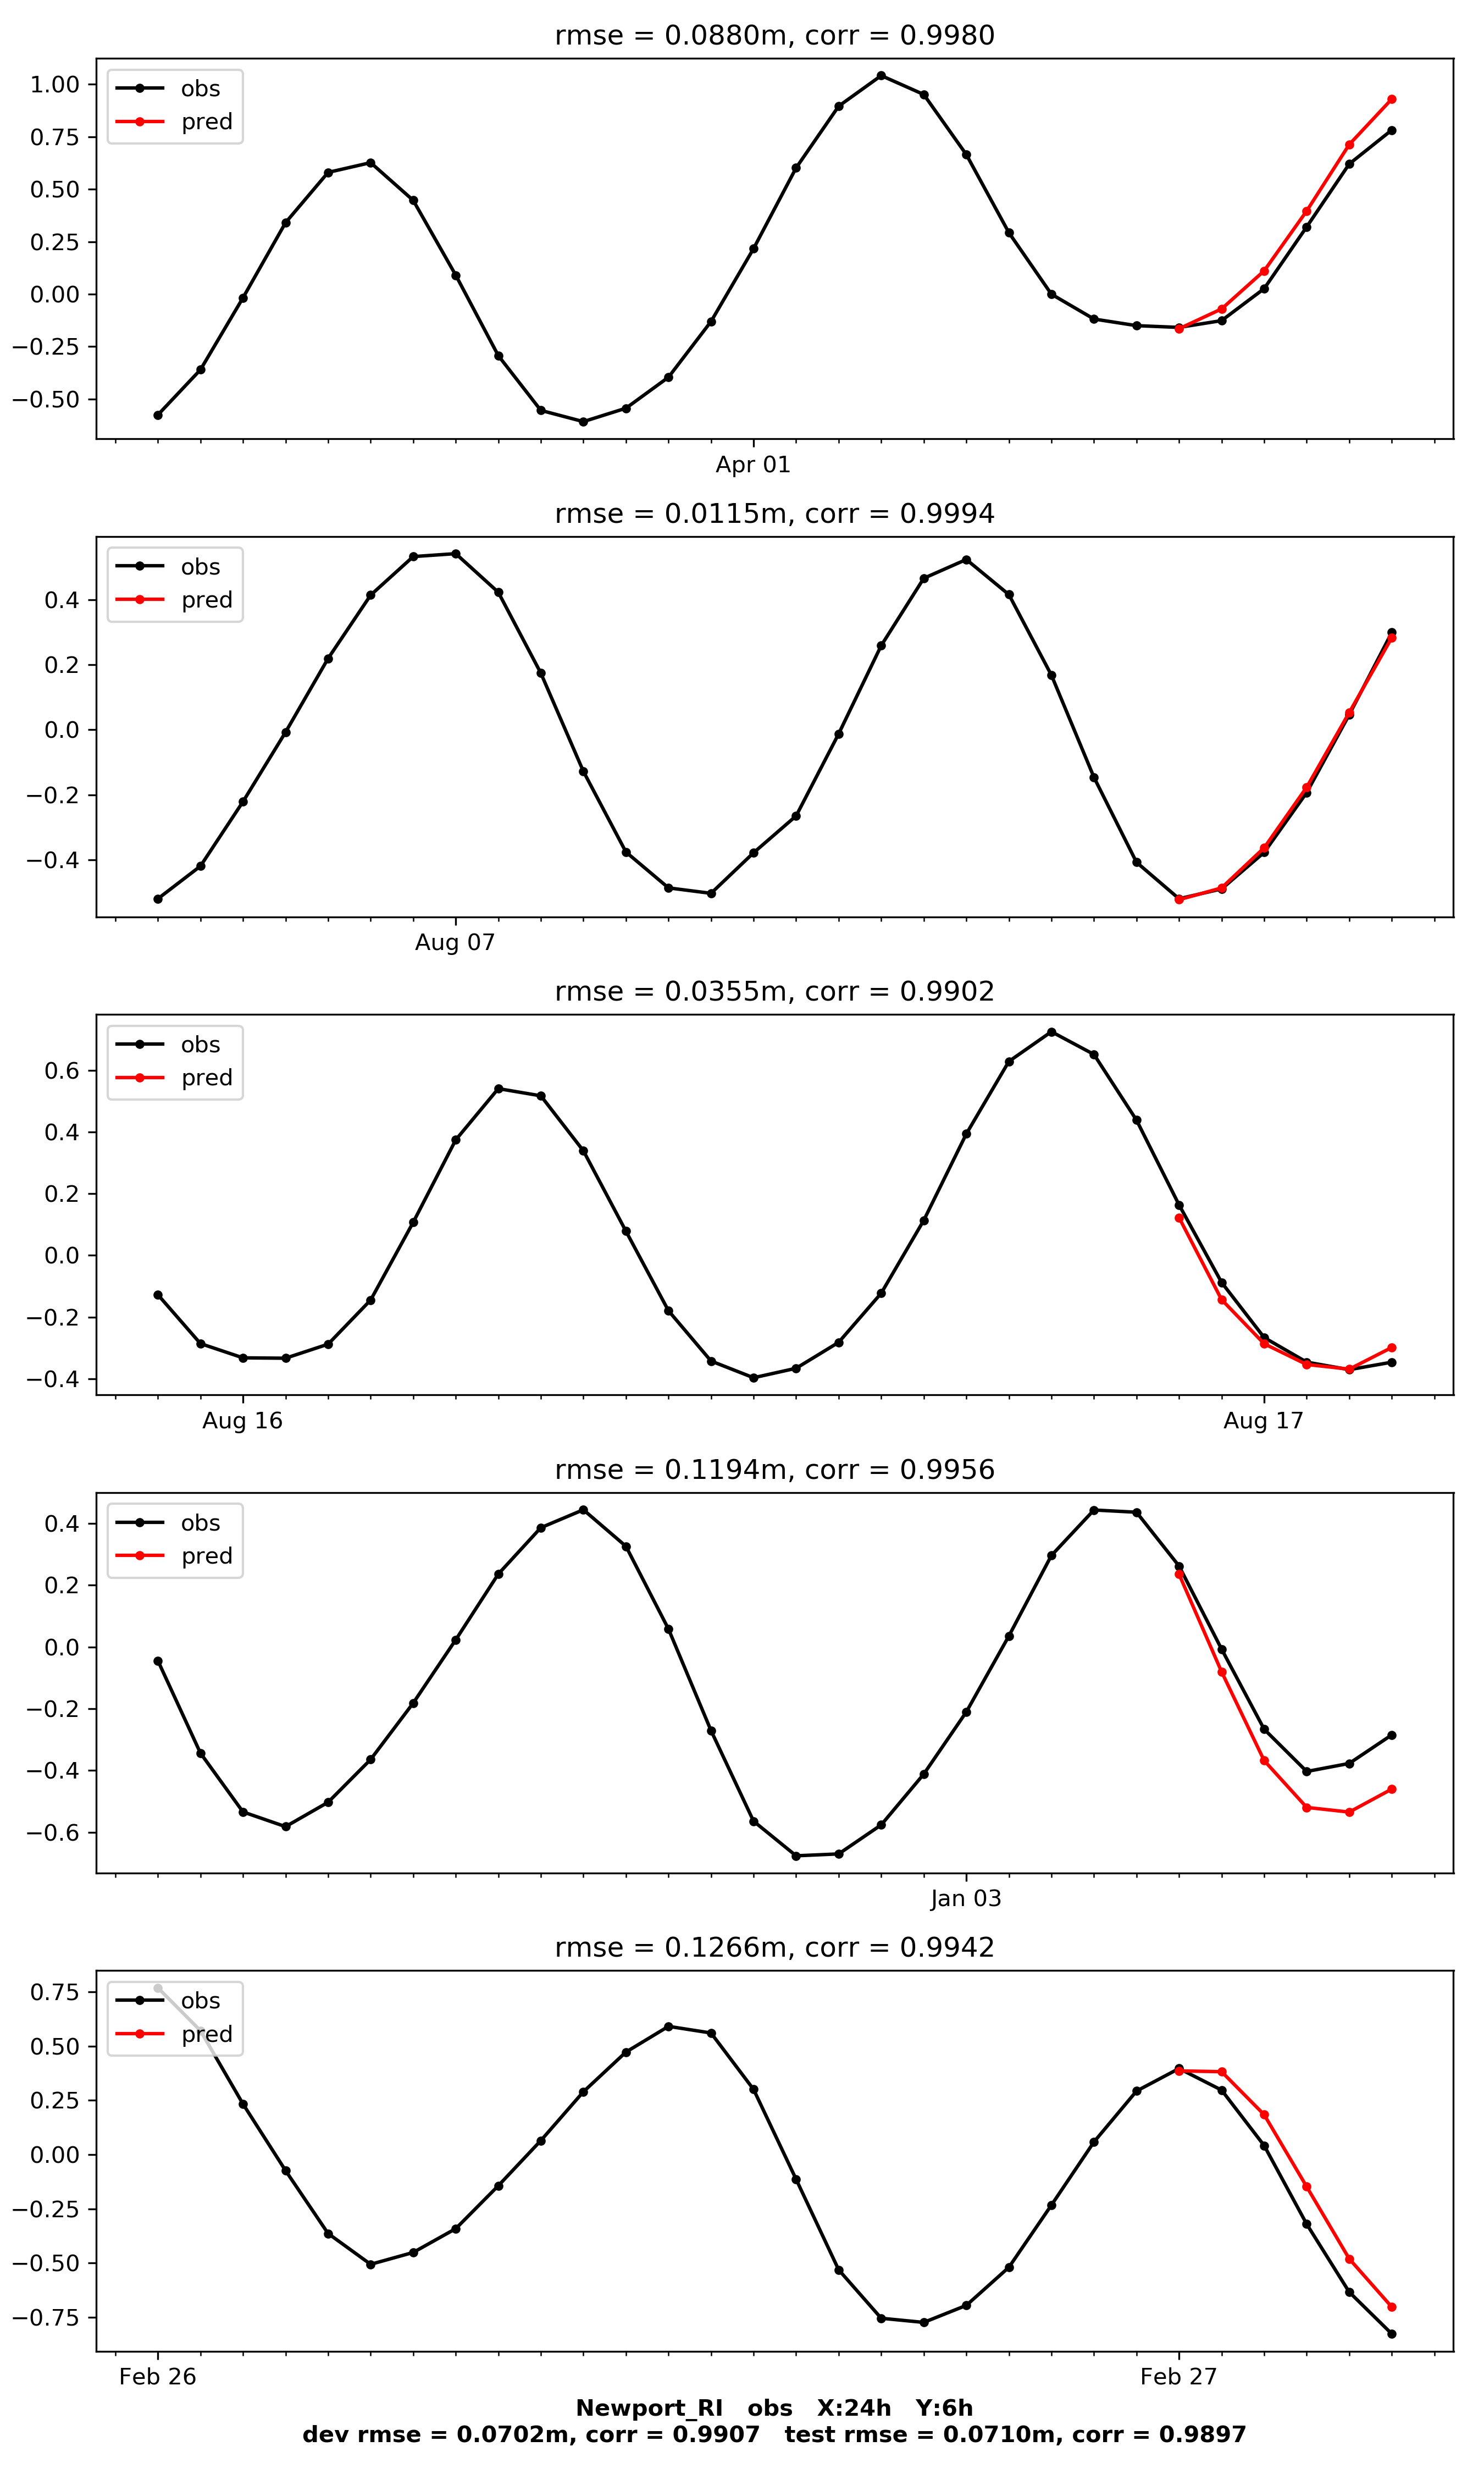 rmse = 0.0880m, corr = 0.9980
1.00
0.75
0.50
0.25
0.00
−0.25
−0.50
obs
pred
Apr 01
rmse = 0.0115m, corr = 0.9994
0.4
0.2
0.0
−0.2
−0.4
obs
pred
Aug 07
rmse = 0.0355m, corr = 0.9902
0.6
0.4
0.2
0.0
−0.2
−0.4
obs
pred
Aug 16 Aug 17
rmse = 0.1194m, corr = 0.9956
0.4
0.2
0.0
−0.2
−0.4
−0.6
obs
pred
Jan 03
rmse = 0.1266m, corr = 0.9942
0.75
0.50
0.25
0.00
−0.25
−0.50
−0.75
obs
pred
Feb 26 Feb 27
Newport_RI obs X:24h Y:6h
dev rmse = 0.0702m, corr = 0.9907 test rmse = 0.0710m, corr = 0.9897